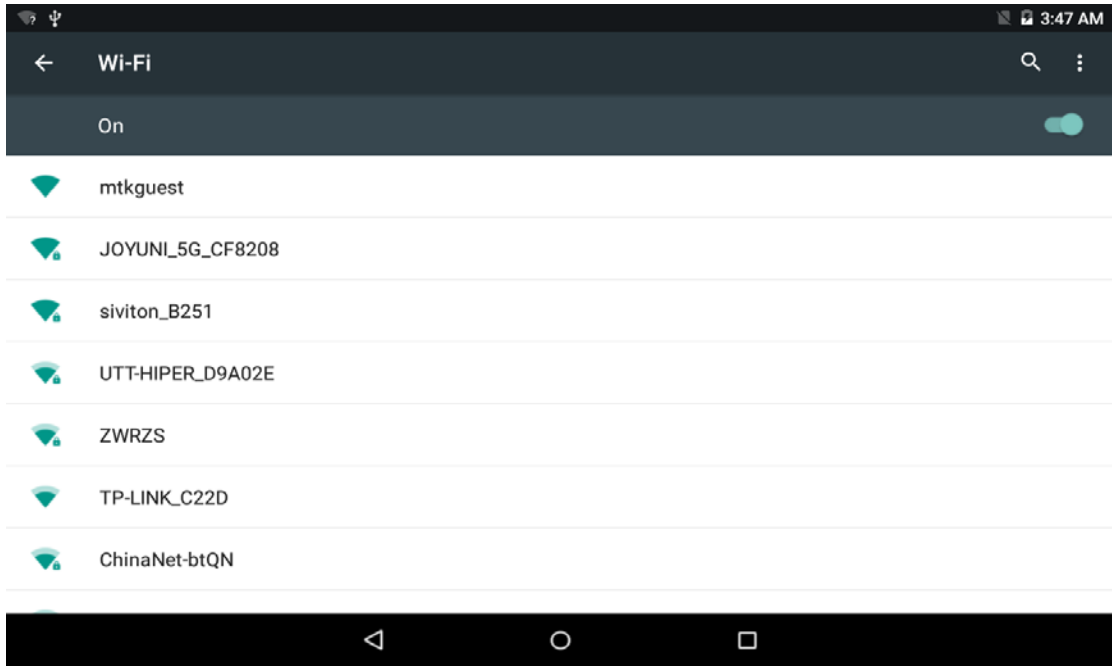 3:47 AM
Wi-Fi
On
mtkguest
JOYUNI_5G_CF8208
siviton_B251
UTT-HIPER_D9A02E
ZWRZS
TP-LINK_C22D
ChinaNet-btQN